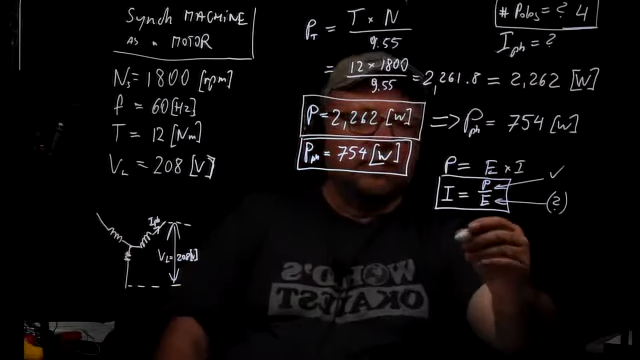 Synch MACHINE
AS a MOTOR
Ns = 1800 [rpm]
f = 60 [Hz]
T = 12 [Nm]
VL = 208 [V]
Iph
VL = 208 [V]
PT = T × N / 9.55
= 12 × 1800 / 9.55 = 2,261.8 = 2,262 [W]
P = 2,262 [W] => Pph = 754 [W]
Pph = 754 [W]
# Poles = ? 4
Iph = ?
P = E × I
I = P / E
✓
(?)
WORLD'S
OKAYEST